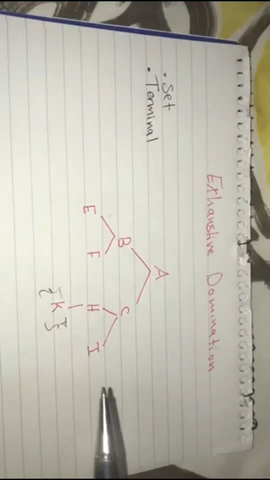 Exhaustive Domination
• Set
• Terminal
A
B C
E F H I
{ K }